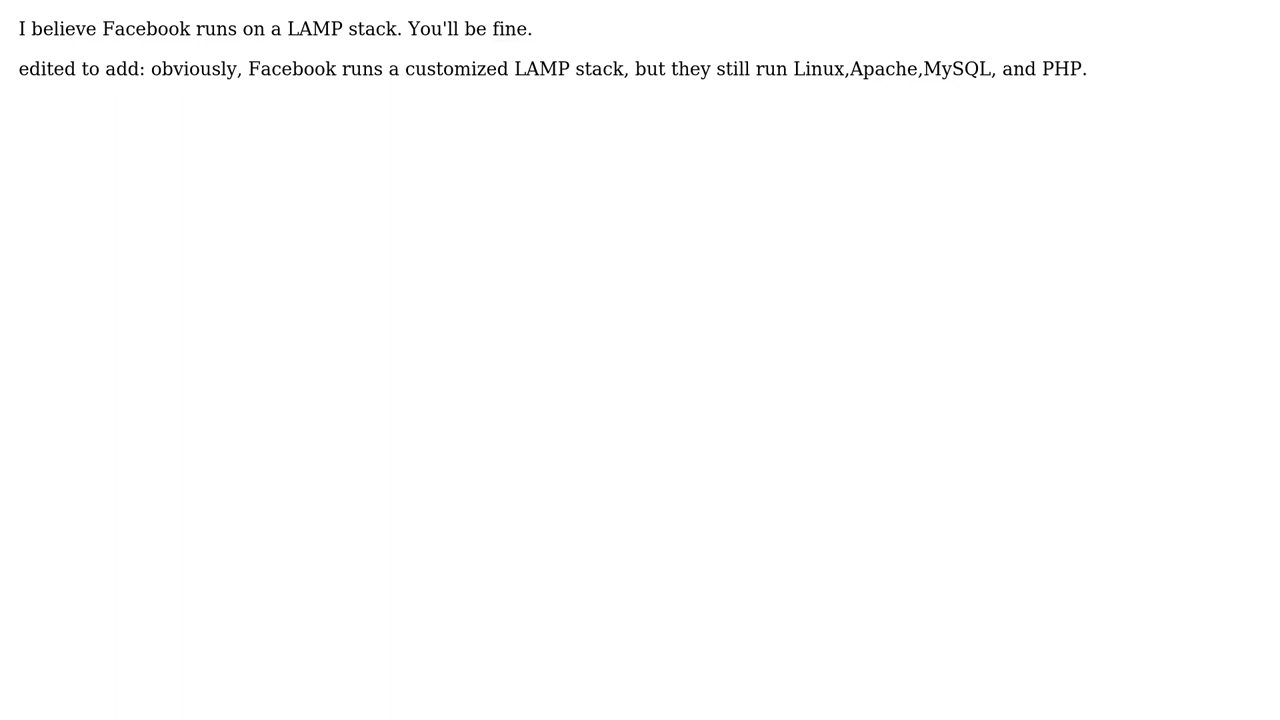 I believe Facebook runs on a LAMP stack. You'll be fine.
edited to add: obviously, Facebook runs a customized LAMP stack, but they still run Linux,Apache,MySQL, and PHP.